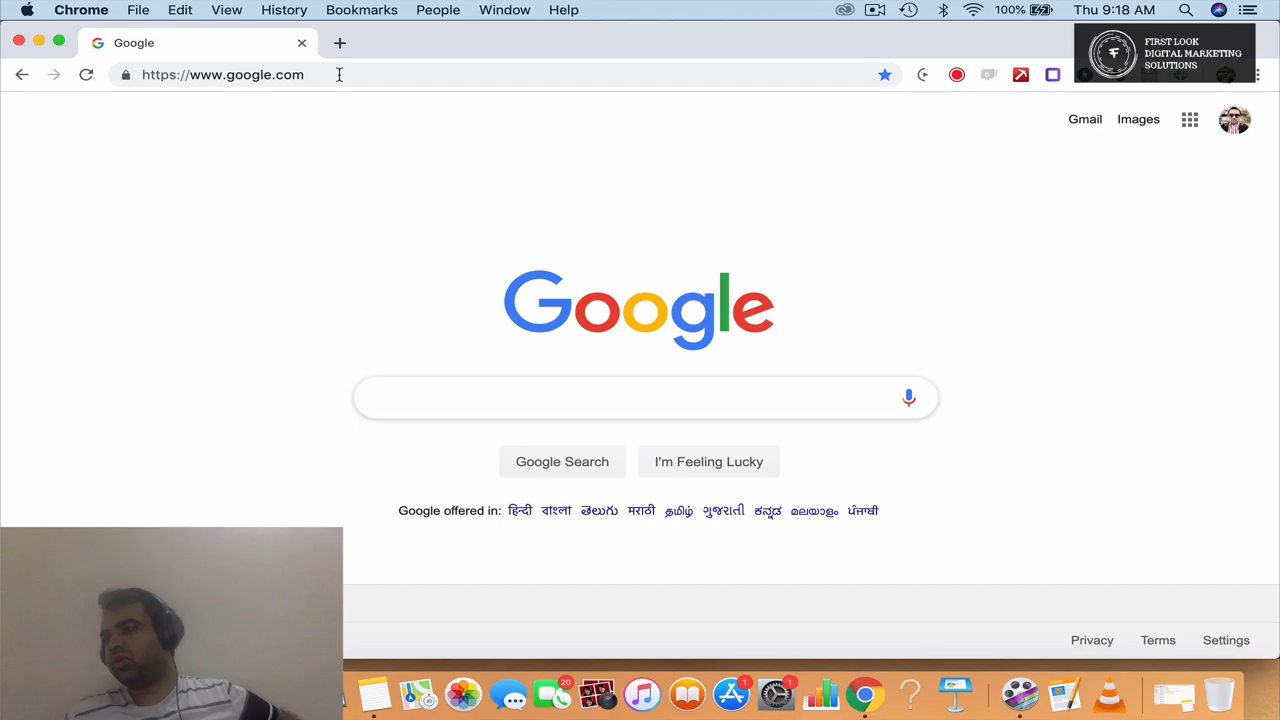 Chrome File Edit View History Bookmarks People Window Help 100% Thu 9:18 AM
Google
https://www.google.com
FIRST LOOK
DIGITAL MARKETING
SOLUTIONS
Gmail Images
Google
Google Search I'm Feeling Lucky
Google offered in: हिन्दी বাংলা తెలుగు मराठी தமிழ் ગુજરાતી ಕನ್ನಡ മലയാളം ਪੰਜਾਬੀ
Privacy Terms Settings
20 1 1